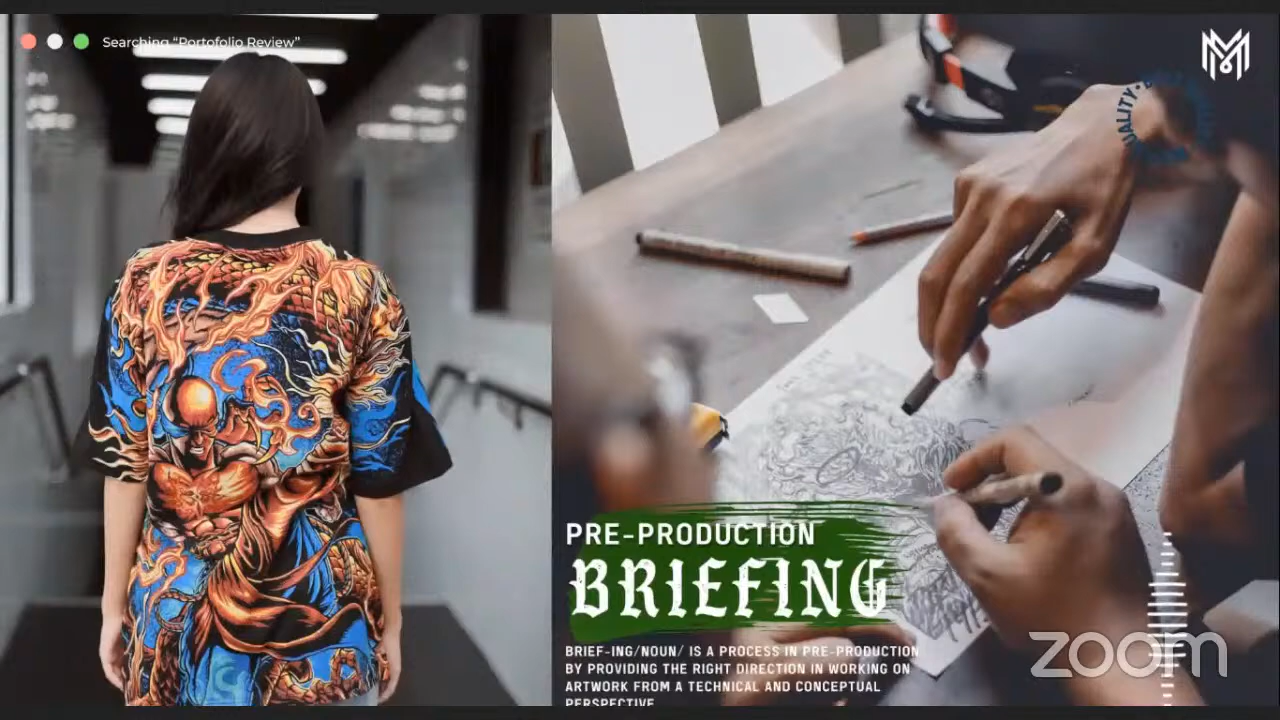 Searching “Portofolio Review”
PRE-PRODUCTION
BRIEFING
BRIEF-ING/NOUN/ IS A PROCESS IN PRE-PRODUCTION
BY PROVIDING THE RIGHT DIRECTION IN WORKING ON
ARTWORK FROM A TECHNICAL AND CONCEPTUAL
PERSPECTIVE
zoom